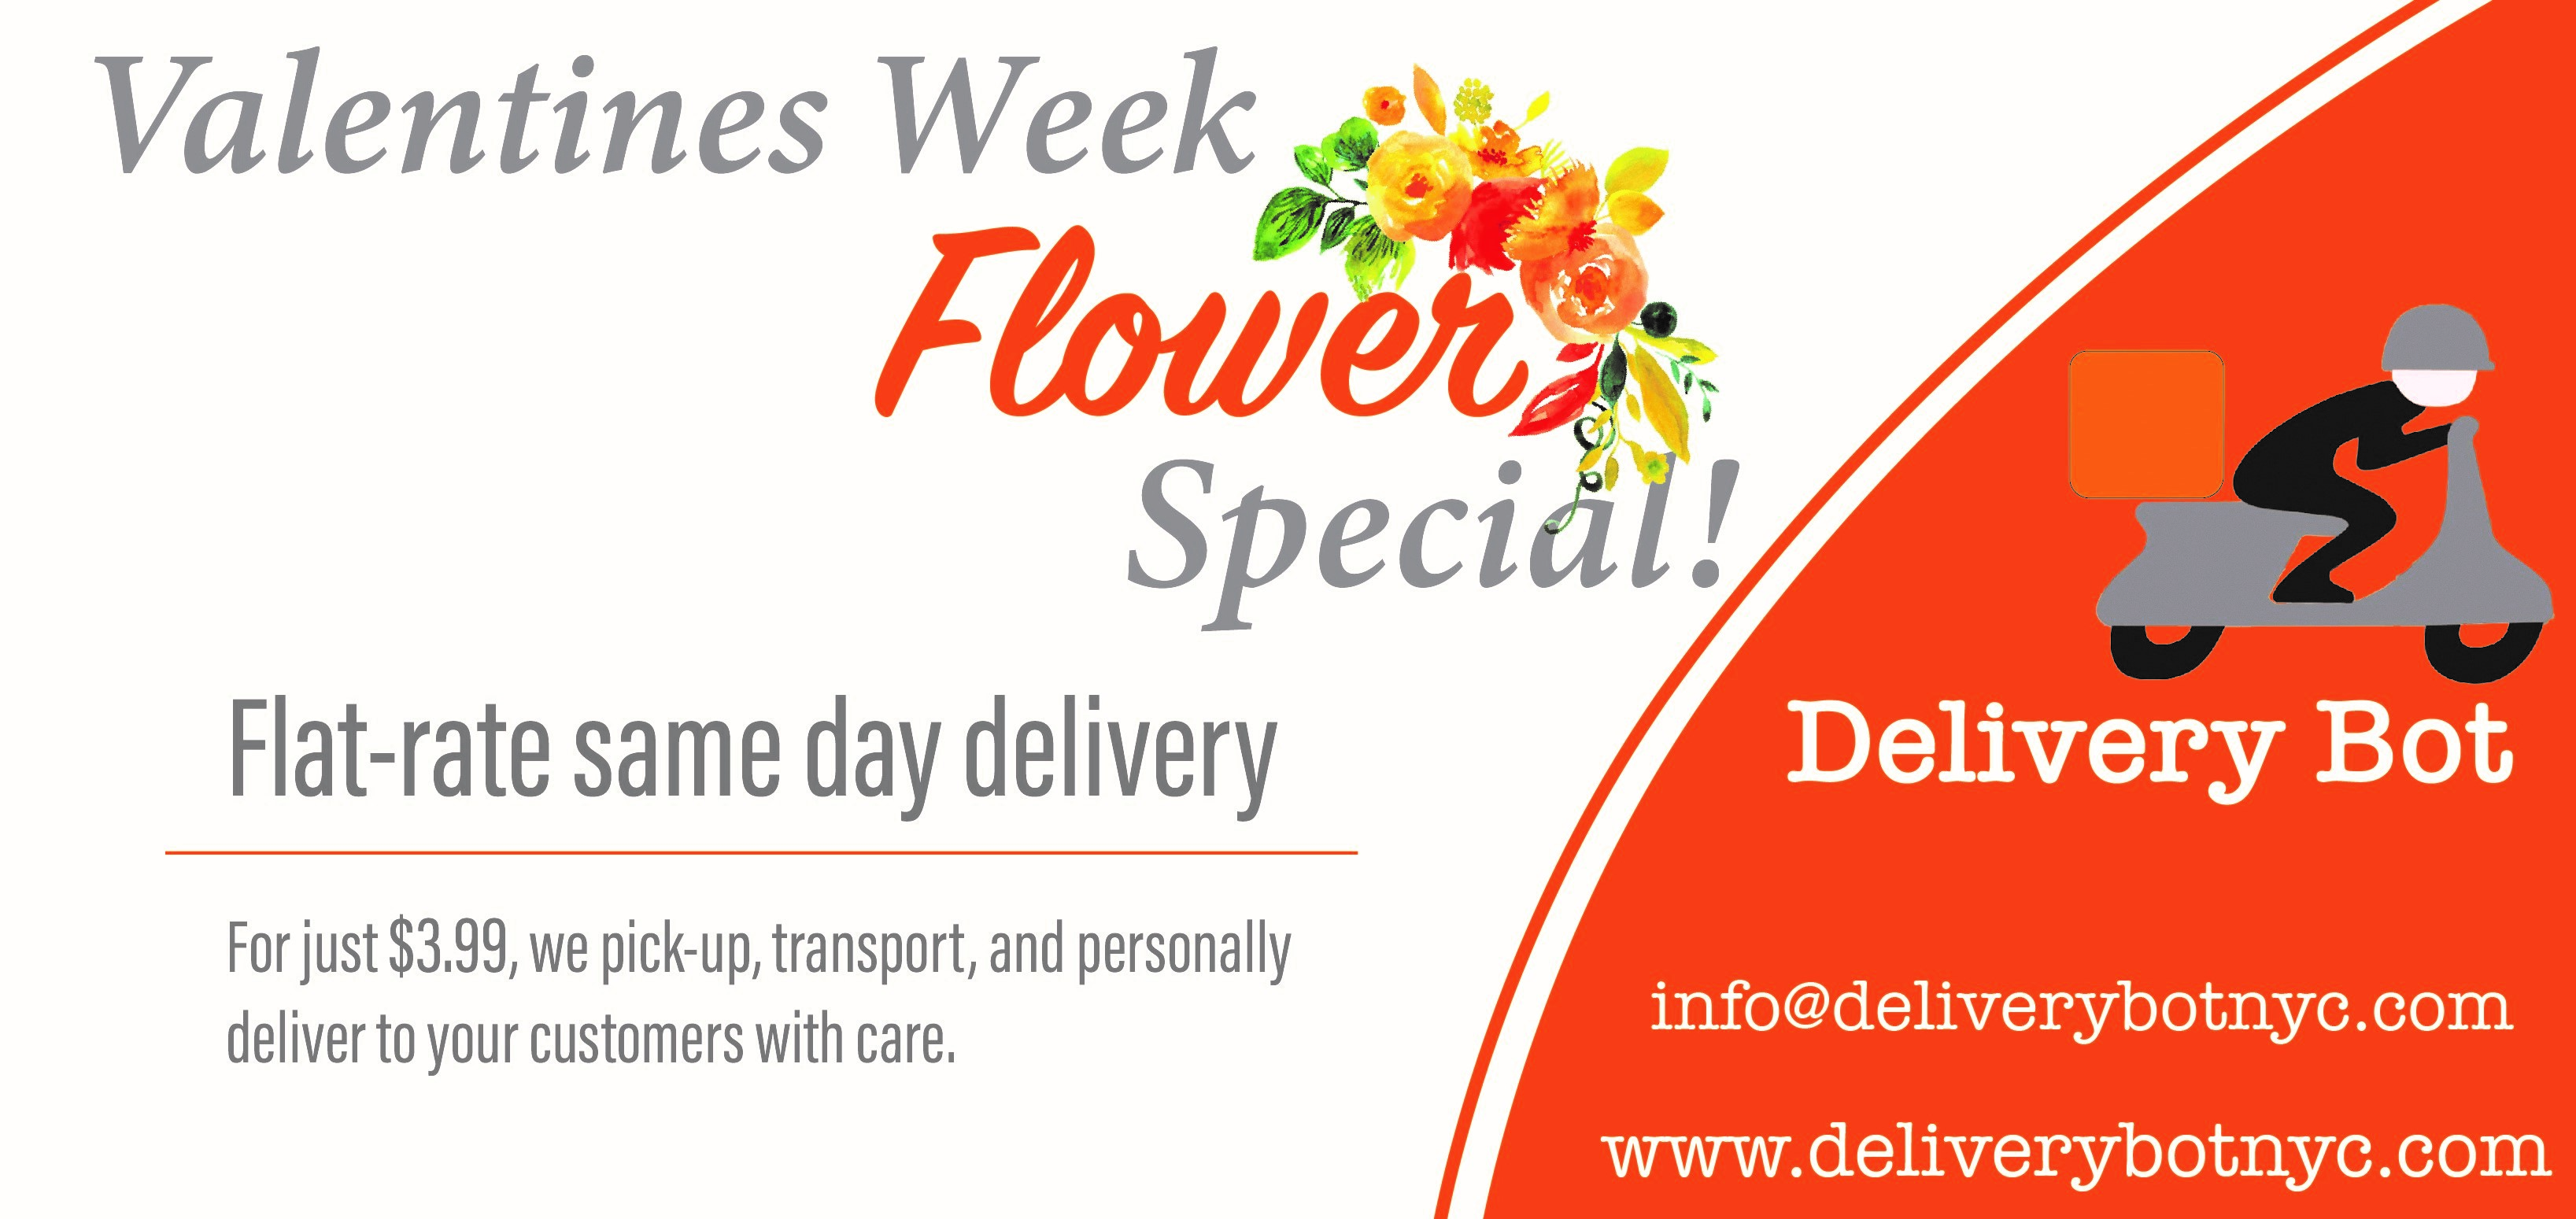 Valentines Week
Flower
Special!
Flat-rate same day delivery
For just $3.99, we pick-up, transport, and personally
deliver to your customers with care.
Delivery Bot
info@deliverybotnyc.com
www.deliverybotnyc.com